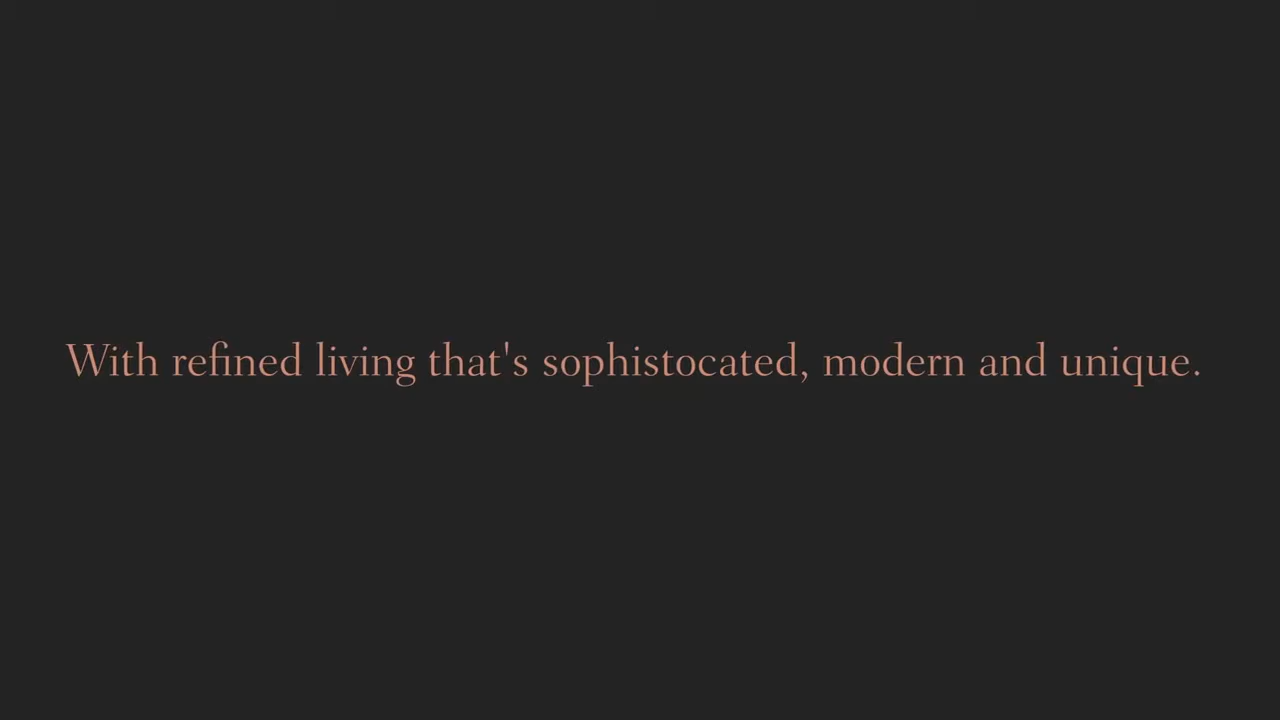 With refined living that's sophistocated, modern and unique.